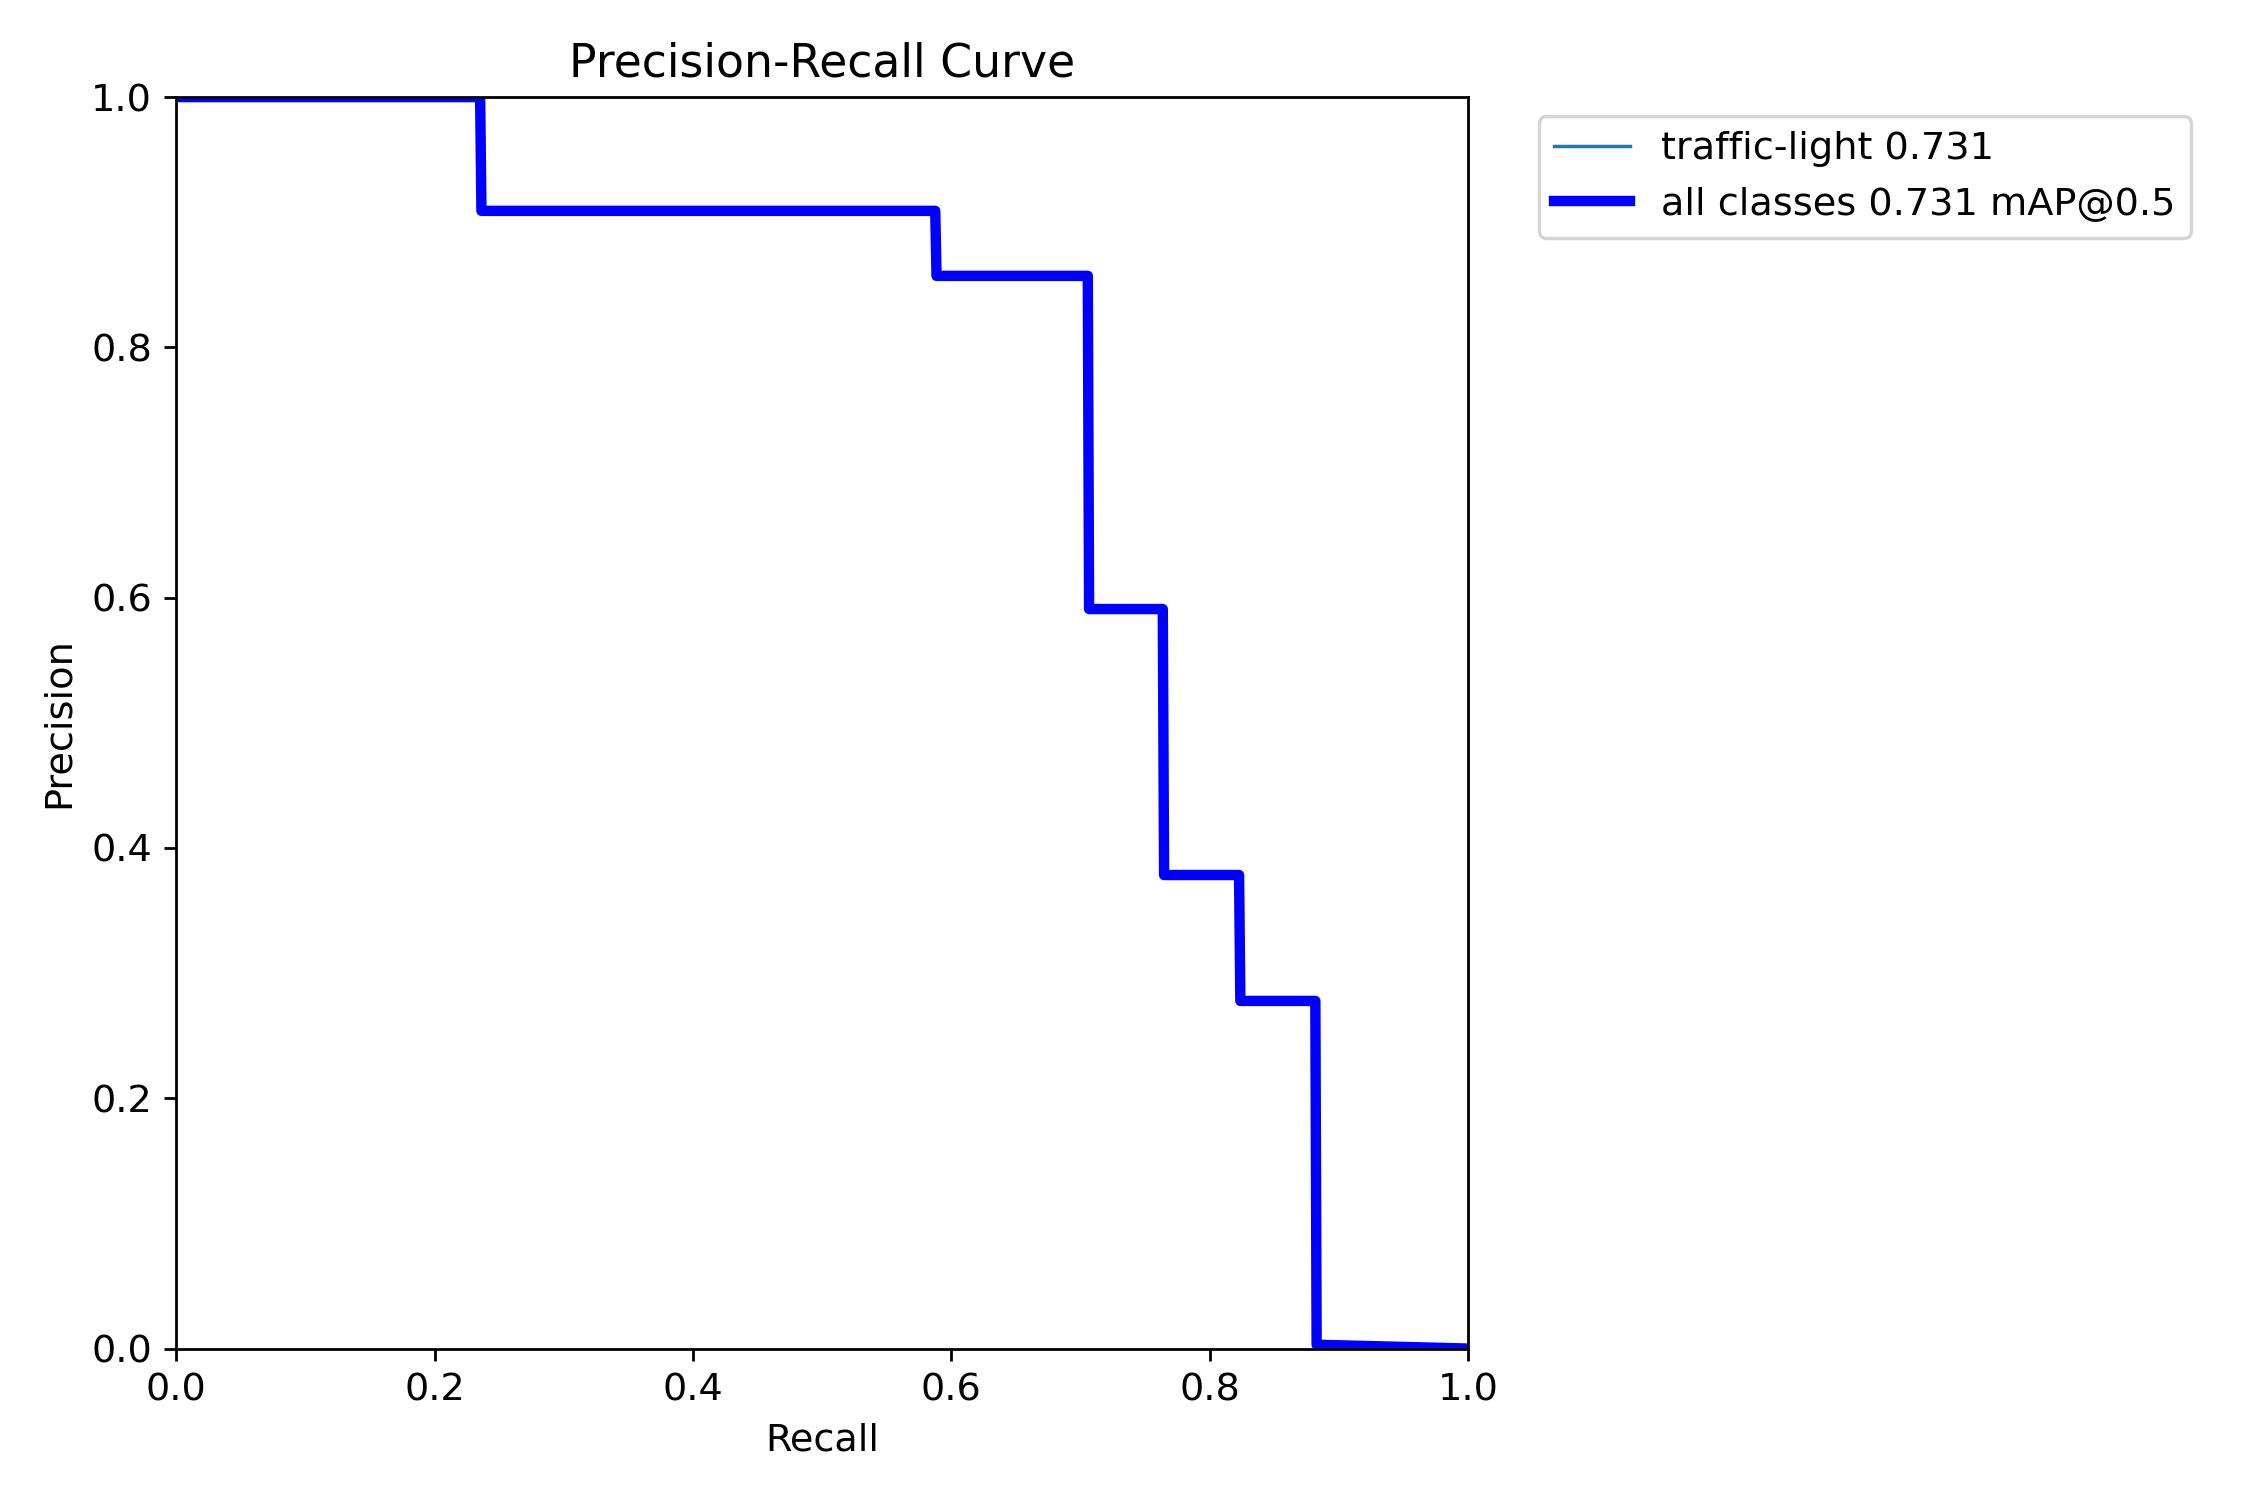 Precision-Recall Curve
1.0
0.8
0.6
0.4
0.2
0.0
Precision
0.0 0.2 0.4 0.6 0.8 1.0
Recall
traffic-light 0.731
all classes 0.731 mAP@0.5